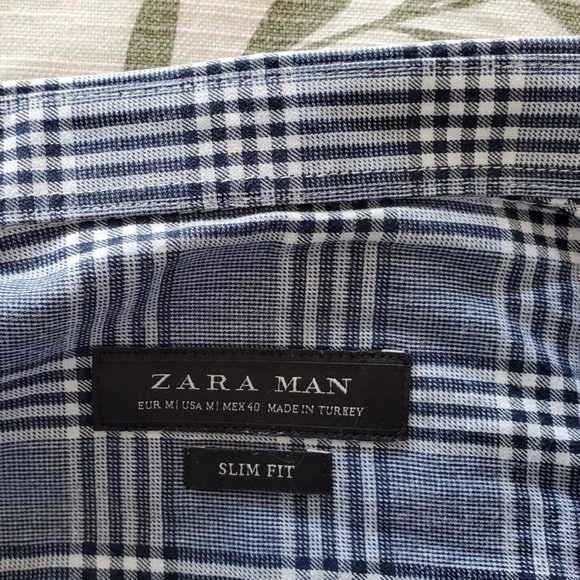 ZARA MAN
EUR M | USA M | MEX 40 MADE IN TURKEY
SLIM FIT